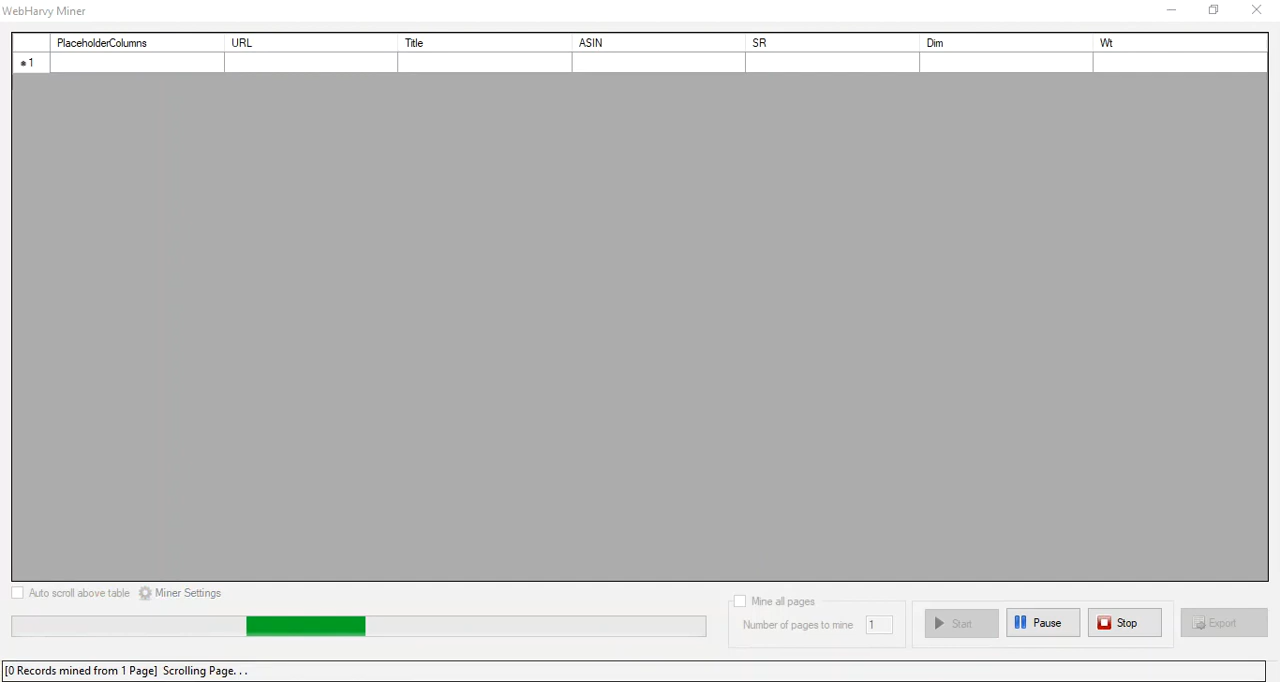 WebHarvy Miner
PlaceholderColumns URL Title ASIN SR Dim Wt
* 1
Auto scroll above table Miner Settings
Mine all pages
Number of pages to mine 1
Start Pause Stop Export
[0 Records mined from 1 Page] Scrolling Page. . .